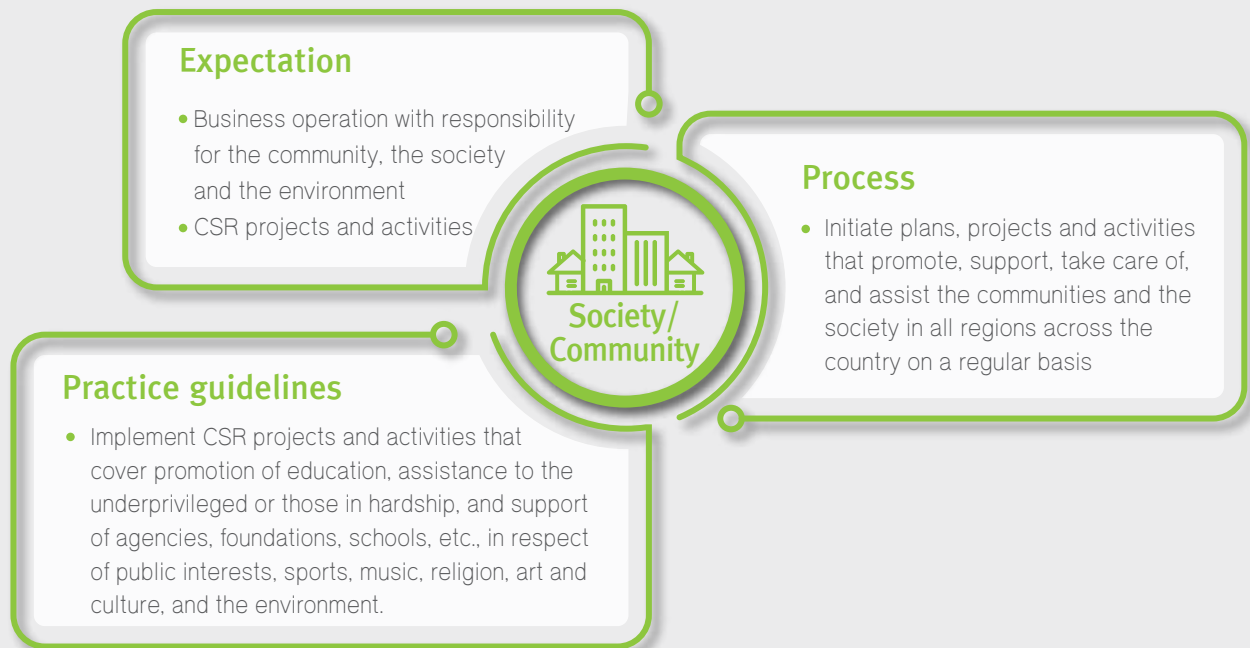 Expectation
• Business operation with responsibility
for the community, the society
and the environment
• CSR projects and activities
Society/
Community
Process
• Initiate plans, projects and activities
that promote, support, take care of,
and assist the communities and the
society in all regions across the
country on a regular basis
Practice guidelines
• Implement CSR projects and activities that
cover promotion of education, assistance to the
underprivileged or those in hardship, and support
of agencies, foundations, schools, etc., in respect
of public interests, sports, music, religion, art and
culture, and the environment.